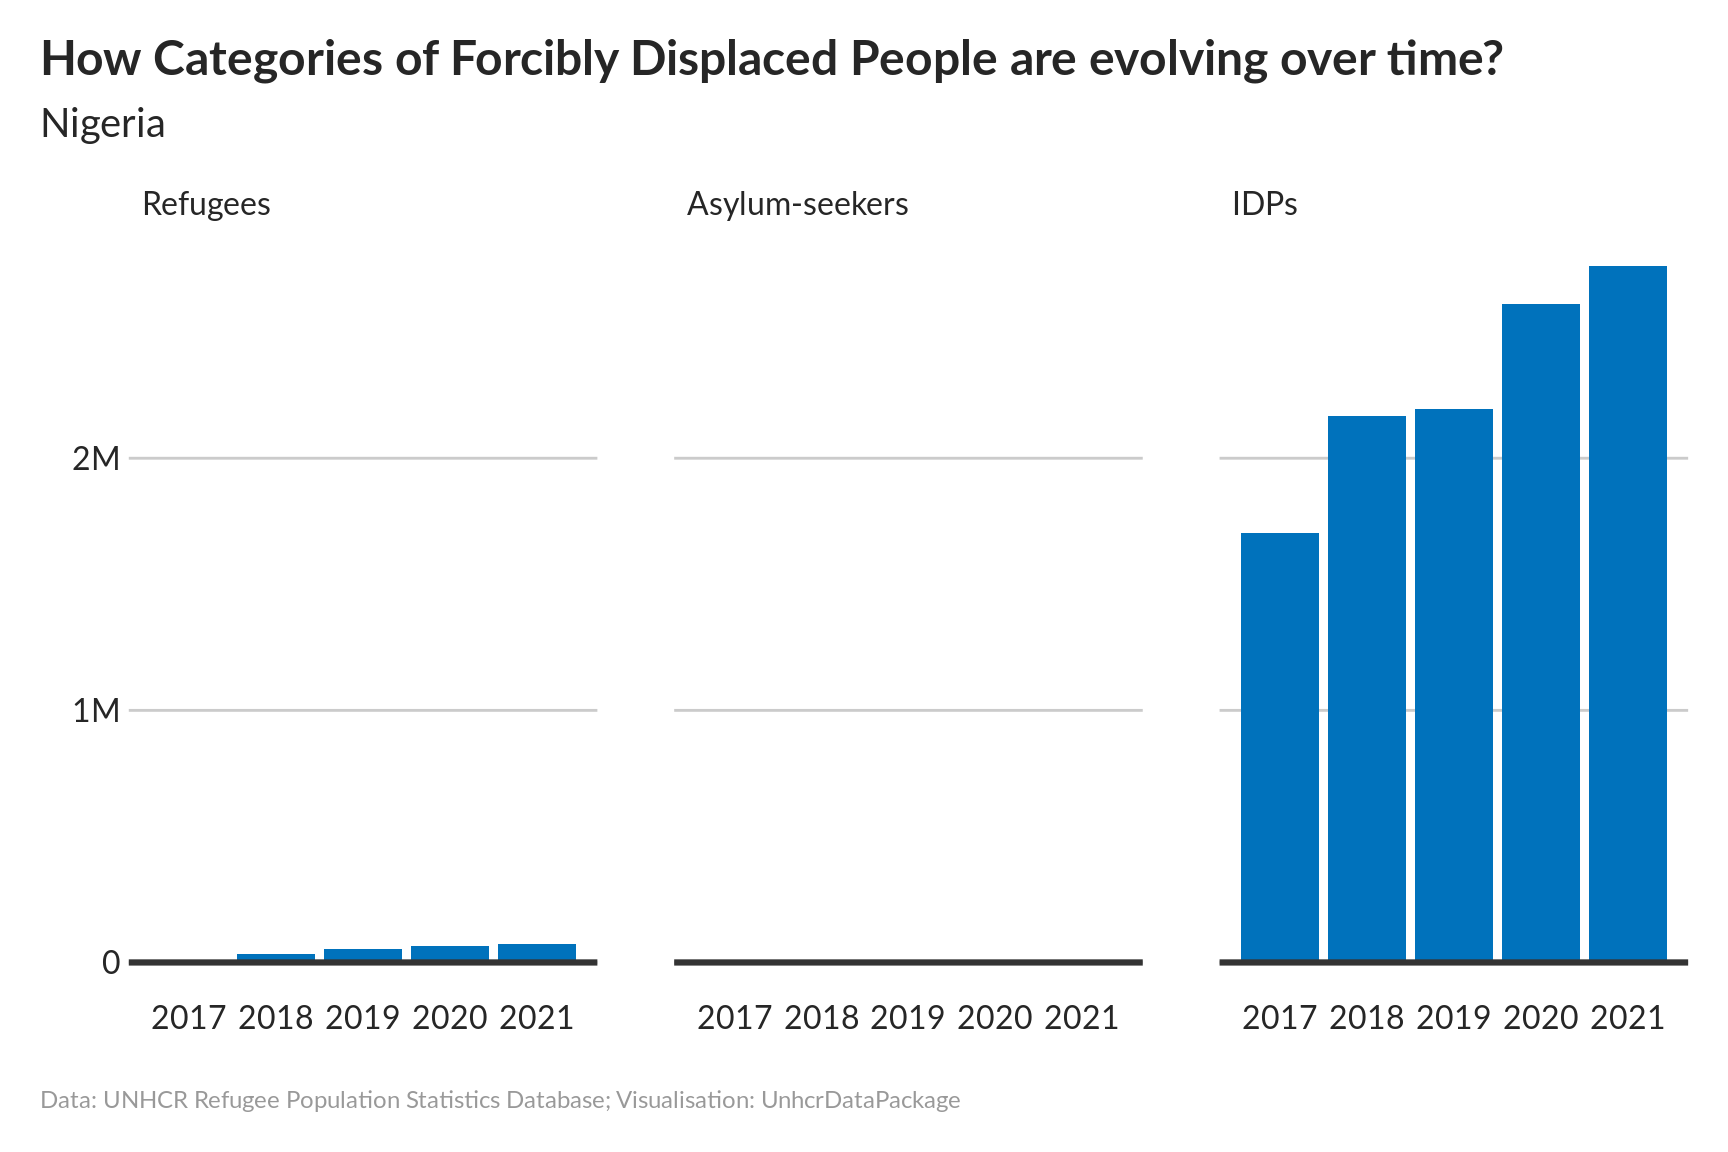 How Categories of Forcibly Displaced People are evolving over time?
Nigeria
Refugees
Asylum-seekers
IDPs
2M
1M
0
2017 2018 2019 2020 2021
2017 2018 2019 2020 2021
2017 2018 2019 2020 2021
Data: UNHCR Refugee Population Statistics Database; Visualisation: UnhcrDataPackage